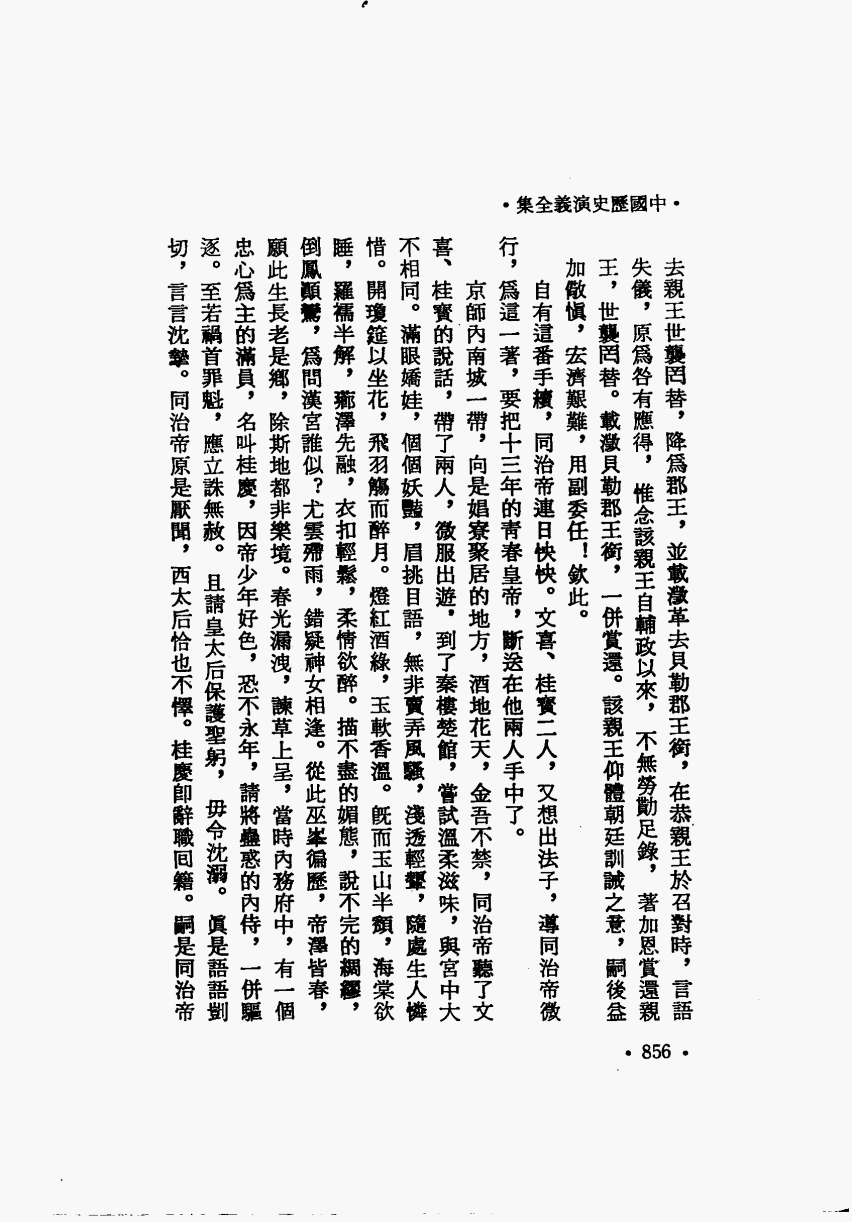 •中國歷史演義全集•
去親王世襲罔替，降爲郡王，並載澂革去貝勒郡王銜，在恭親王於召對時，言語
失儀，原爲咎有應得，惟念該親王自輔政以來，不無勞勩足錄，著加恩賞還親
王，世襲罔替。載澂貝勒郡王銜，一併賞還。該親王仰體朝廷訓誡之意，嗣後益
加儆愼，宏濟艱難，用副委任！欽此。
自有這番手續，同治帝連日怏怏。文喜、桂寶二人，又想出法子，導同治帝微
行，爲這一著，要把十三年的靑春皇帝，斷送在他兩人手中了。
京師內南城一帶，向是娼寮聚居的地方，酒地花天，金吾不禁，同治帝聽了文
喜、桂寶的說話，帶了兩人，微服出遊，到了秦樓楚館，嘗試溫柔滋味，與宮中大
不相同。滿眼嬌娃，個個妖豔，眉挑目語，無非賣弄風騷，淺透輕顰，隨處生人憐
惜。開瓊筵以坐花，飛羽觴而醉月。燈紅酒綠，玉軟香溫。旣而玉山半頹，海棠欲
睡，羅襦半解，薌澤先融，衣扣輕鬆，柔情欲醉。描不盡的媚態，說不完的綢繆，
倒鳳顚鸞，爲問漢宮誰似？尤雲殢雨，錯疑神女相逢。從此巫峯徧歷，帝澤皆春，
願此生長老是鄉，除斯地都非樂境。春光漏洩，諫草上呈，當時內務府中，有一個
忠心爲主的滿員，名叫桂慶，因帝少年好色，恐不永年，請將蠱惑的內侍，一併驅
逐。至若禍首罪魁，應立誅無赦。且請皇太后保護聖躬，毋令沈溺。眞是語語剴
切，言言沈摯。同治帝原是厭聞，西太后恰也不懌。桂慶卽辭職回籍。嗣是同治帝
•856•